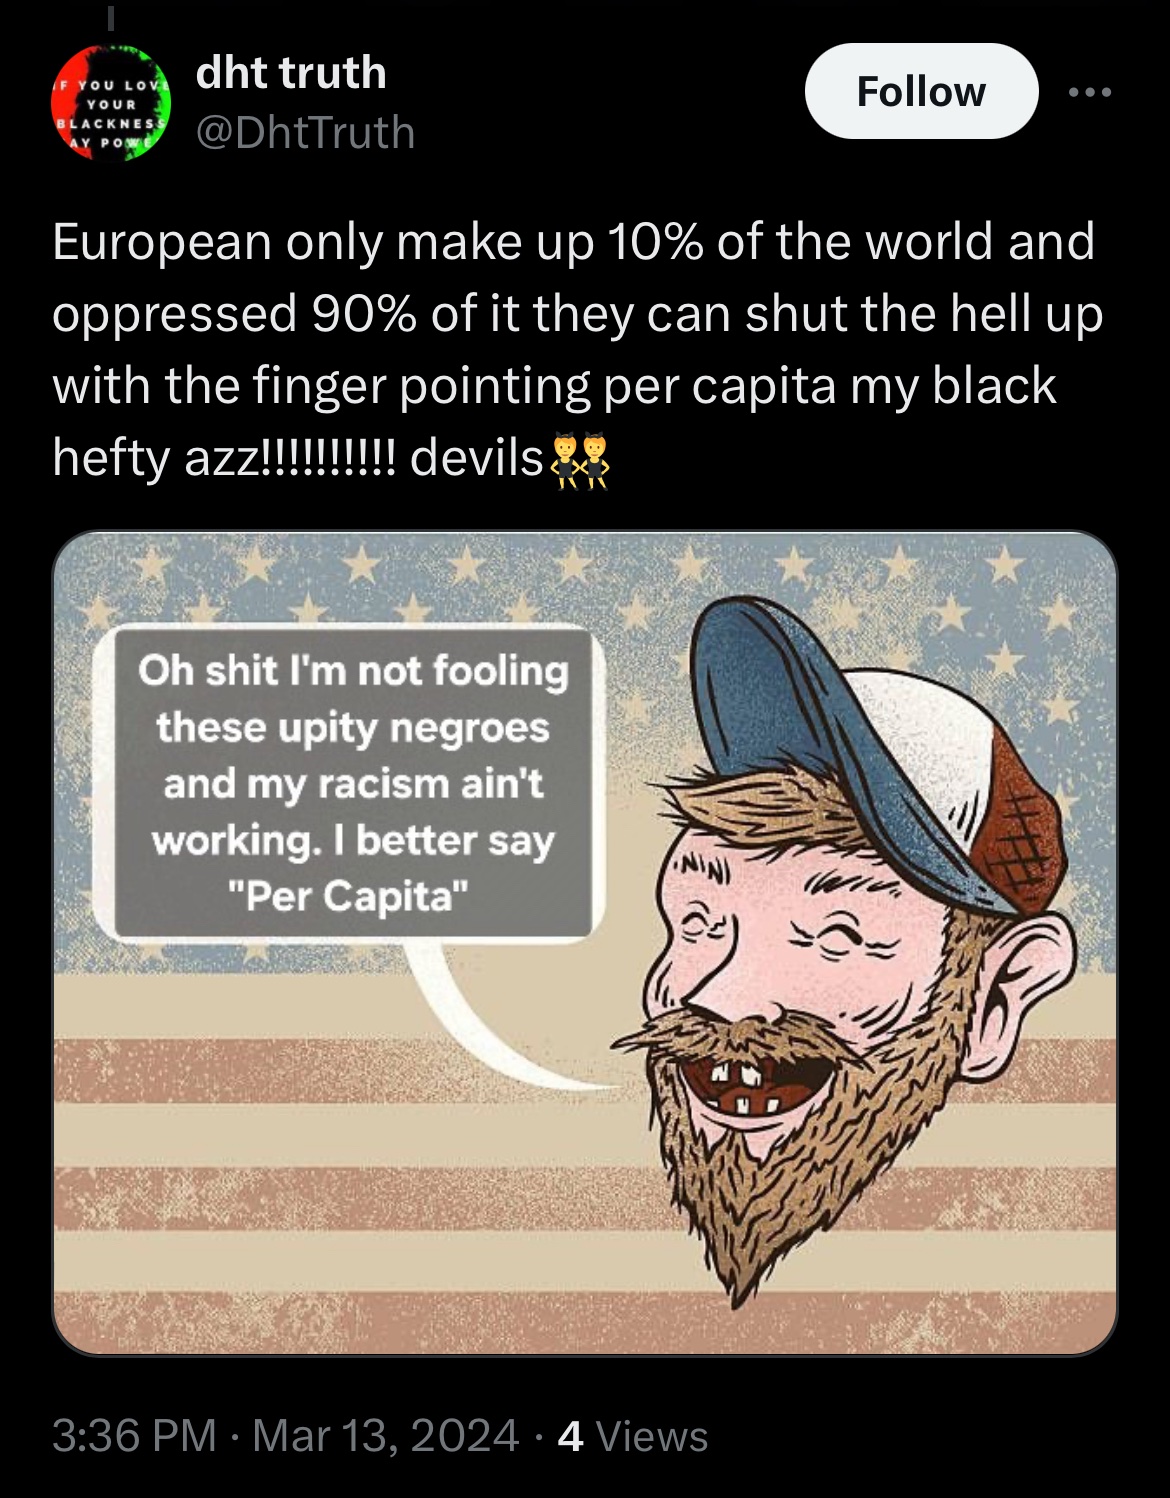 IF YOU LOVE
YOUR
BLACKNESS
AY POWE
dht truth
@DhtTruth
Follow
European only make up 10% of the world and
oppressed 90% of it they can shut the hell up
with the finger pointing per capita my black
hefty azz!!!!!!!!!! devils👯👯
Oh shit I'm not fooling
these upity negroes
and my racism ain't
working. I better say
"Per Capita"
3:36 PM · Mar 13, 2024 · 4 Views